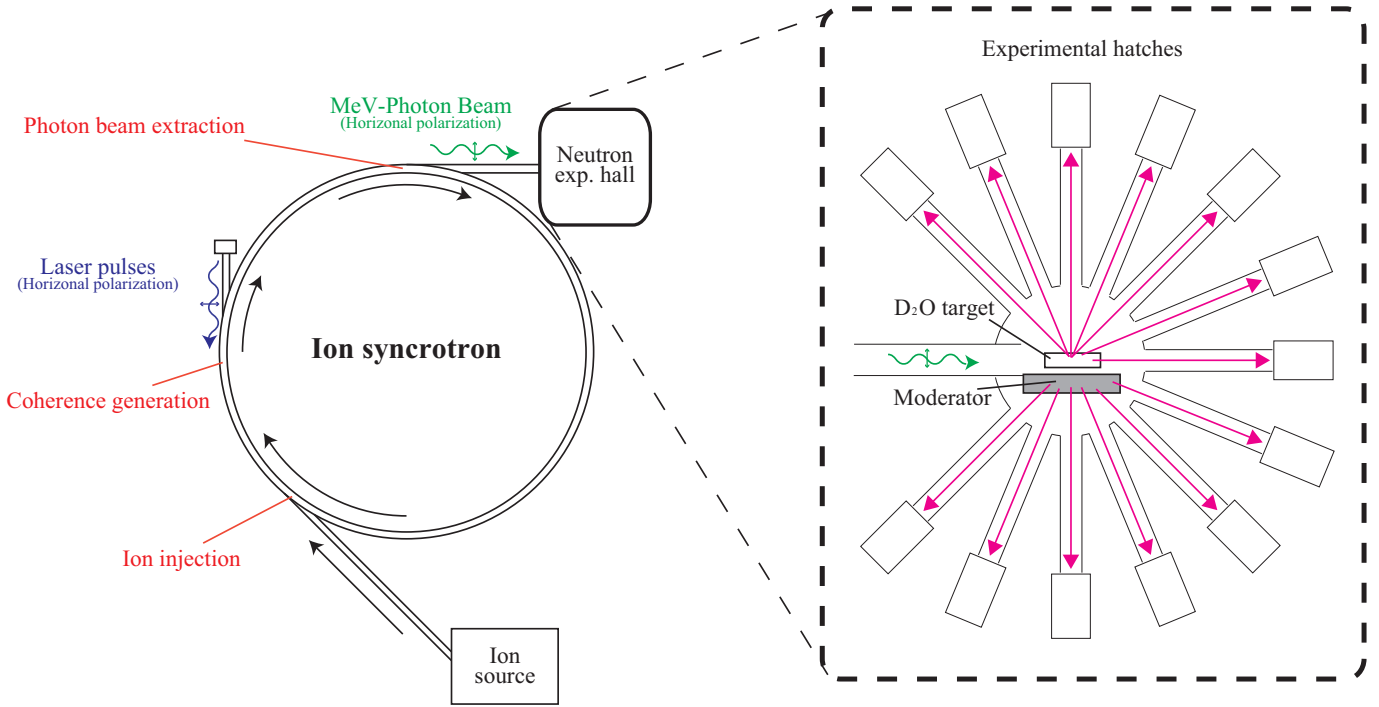 MeV-Photon Beam
(Horizonal polarization)
Photon beam extraction
Neutron
exp. hall
Laser pulses
(Horizonal polarization)
Ion syncrotron
Coherence generation
Ion injection
Ion
source
Experimental hatches
D₂O target
Moderator